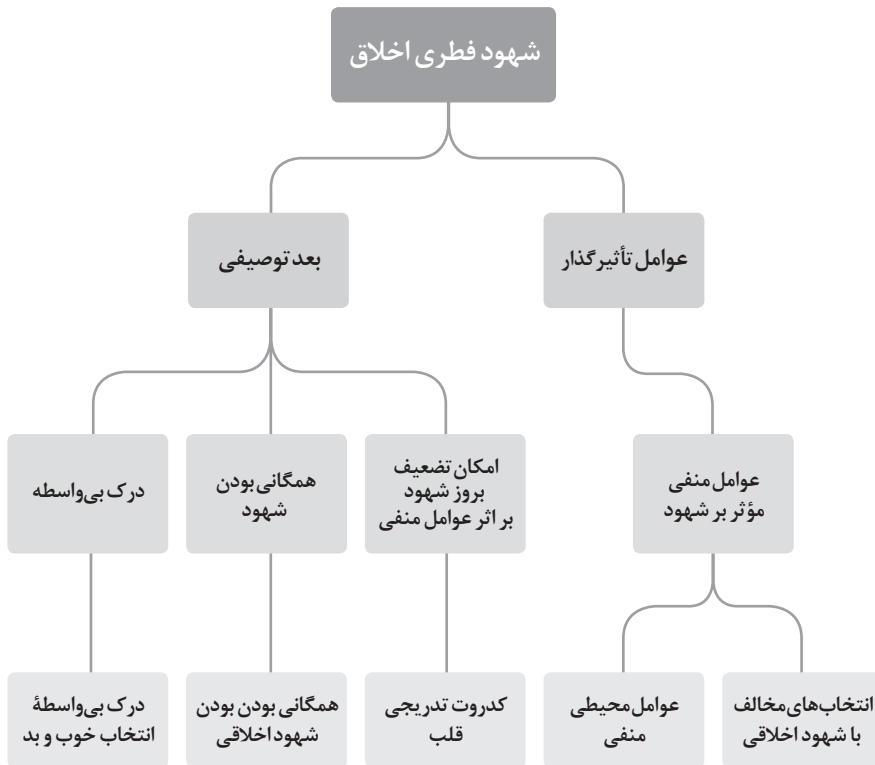 شهود فطری اخلاق
عوامل تأثیرگذار
بعد توصیفی
عوامل منفی
مؤثر بر شهود
امکان تضعیف
بروز شهود
بر اثر عوامل منفی
همگانی بودن
شهود
درک بی‌واسطه
انتخاب‌های مخالف
با شهود اخلاقی
عوامل محیطی
منفی
کدروت تدریجی
قلب
همگانی بودن بودن
شهود اخلاقی
درک بی‌واسطهٔ
انتخاب خوب و بد